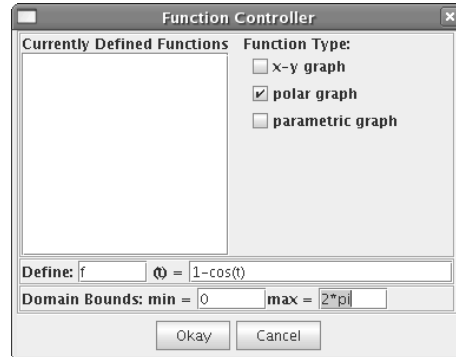 Function Controller
Currently Defined Functions
Function Type:
x-y graph
polar graph
parametric graph
Define: f (t) = 1-cos(t)
Domain Bounds: min = 0 max = 2*pi
Okay Cancel